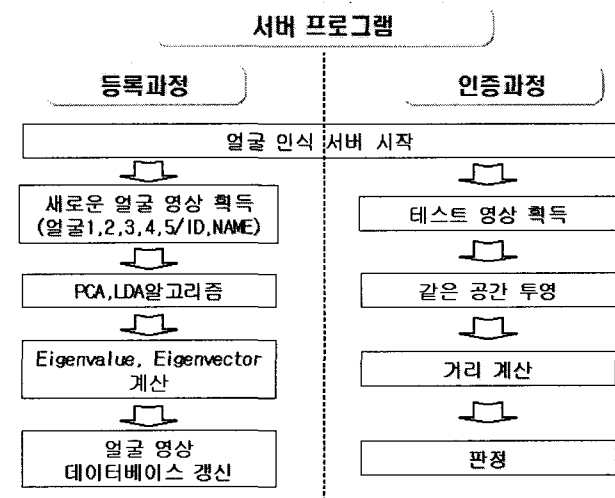 서버 프로그램
등록과정
인증과정
얼굴 인식 서버 시작
새로운 얼굴 영상 획득
(얼굴1,2,3,4,5/ID,NAME)
PCA,LDA알고리즘
Eigenvalue, Eigenvector
계산
얼굴 영상
데이터베이스 갱신
테스트 영상 획득
같은 공간 투영
거리 계산
판정